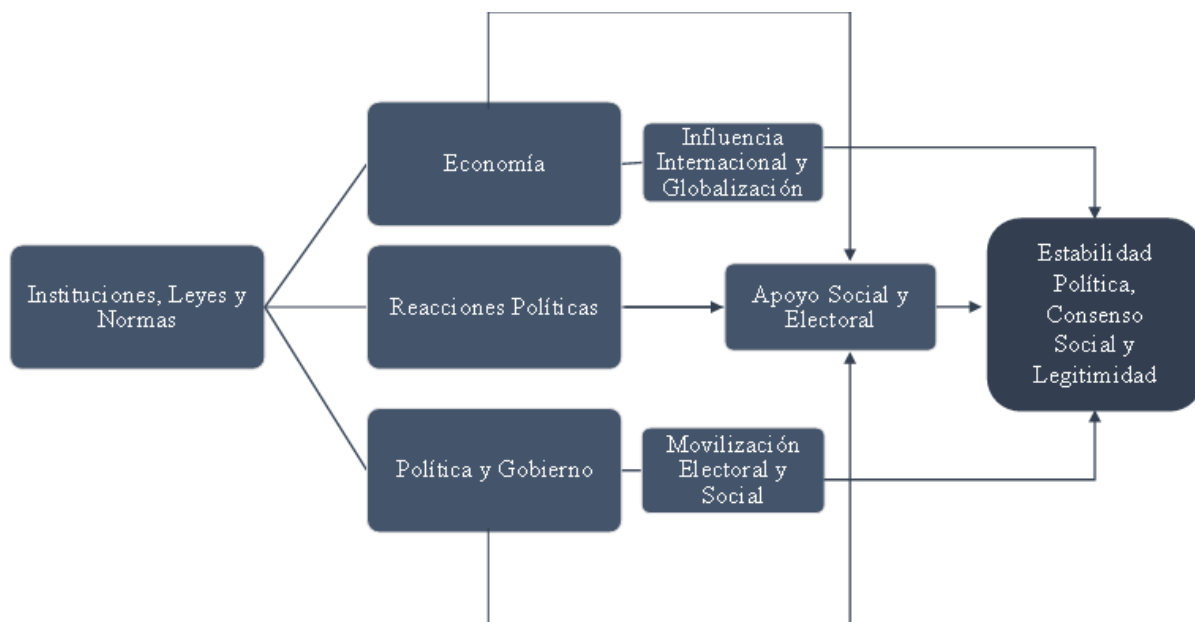 Economía
Influencia
Internacional y
Globalización
Instituciones, Leyes y
Normas
Reacciones Políticas
Apoyo Social y
Electoral
Estabilidad
Política,
Consenso
Social y
Legitimidad
Política y Gobierno
Movilización
Electoral y
Social